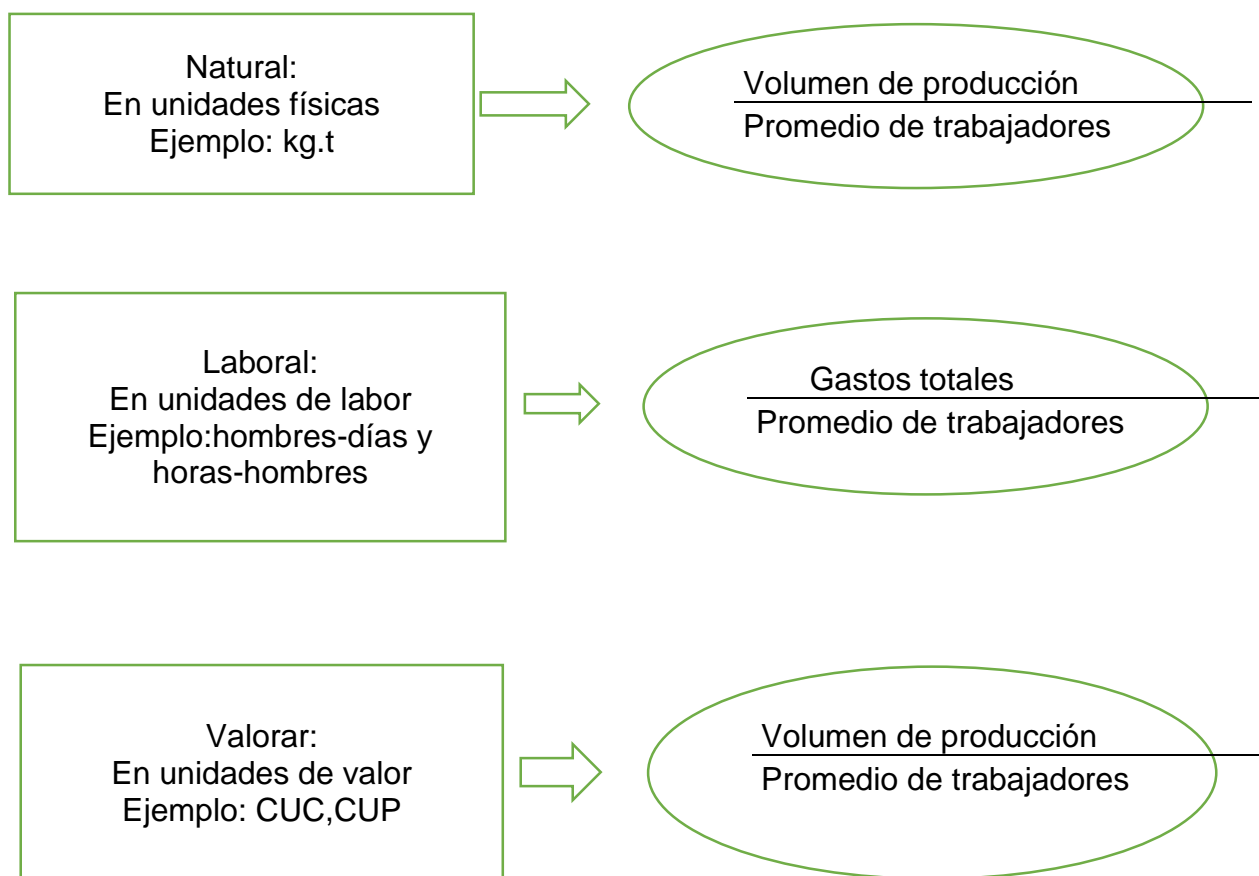 Natural:
En unidades físicas
Ejemplo: kg.t
Volumen de producción
Promedio de trabajadores
Laboral:
En unidades de labor
Ejemplo:hombres-días y
horas-hombres
Gastos totales
Promedio de trabajadores
Valorar:
En unidades de valor
Ejemplo: CUC,CUP
Volumen de producción
Promedio de trabajadores